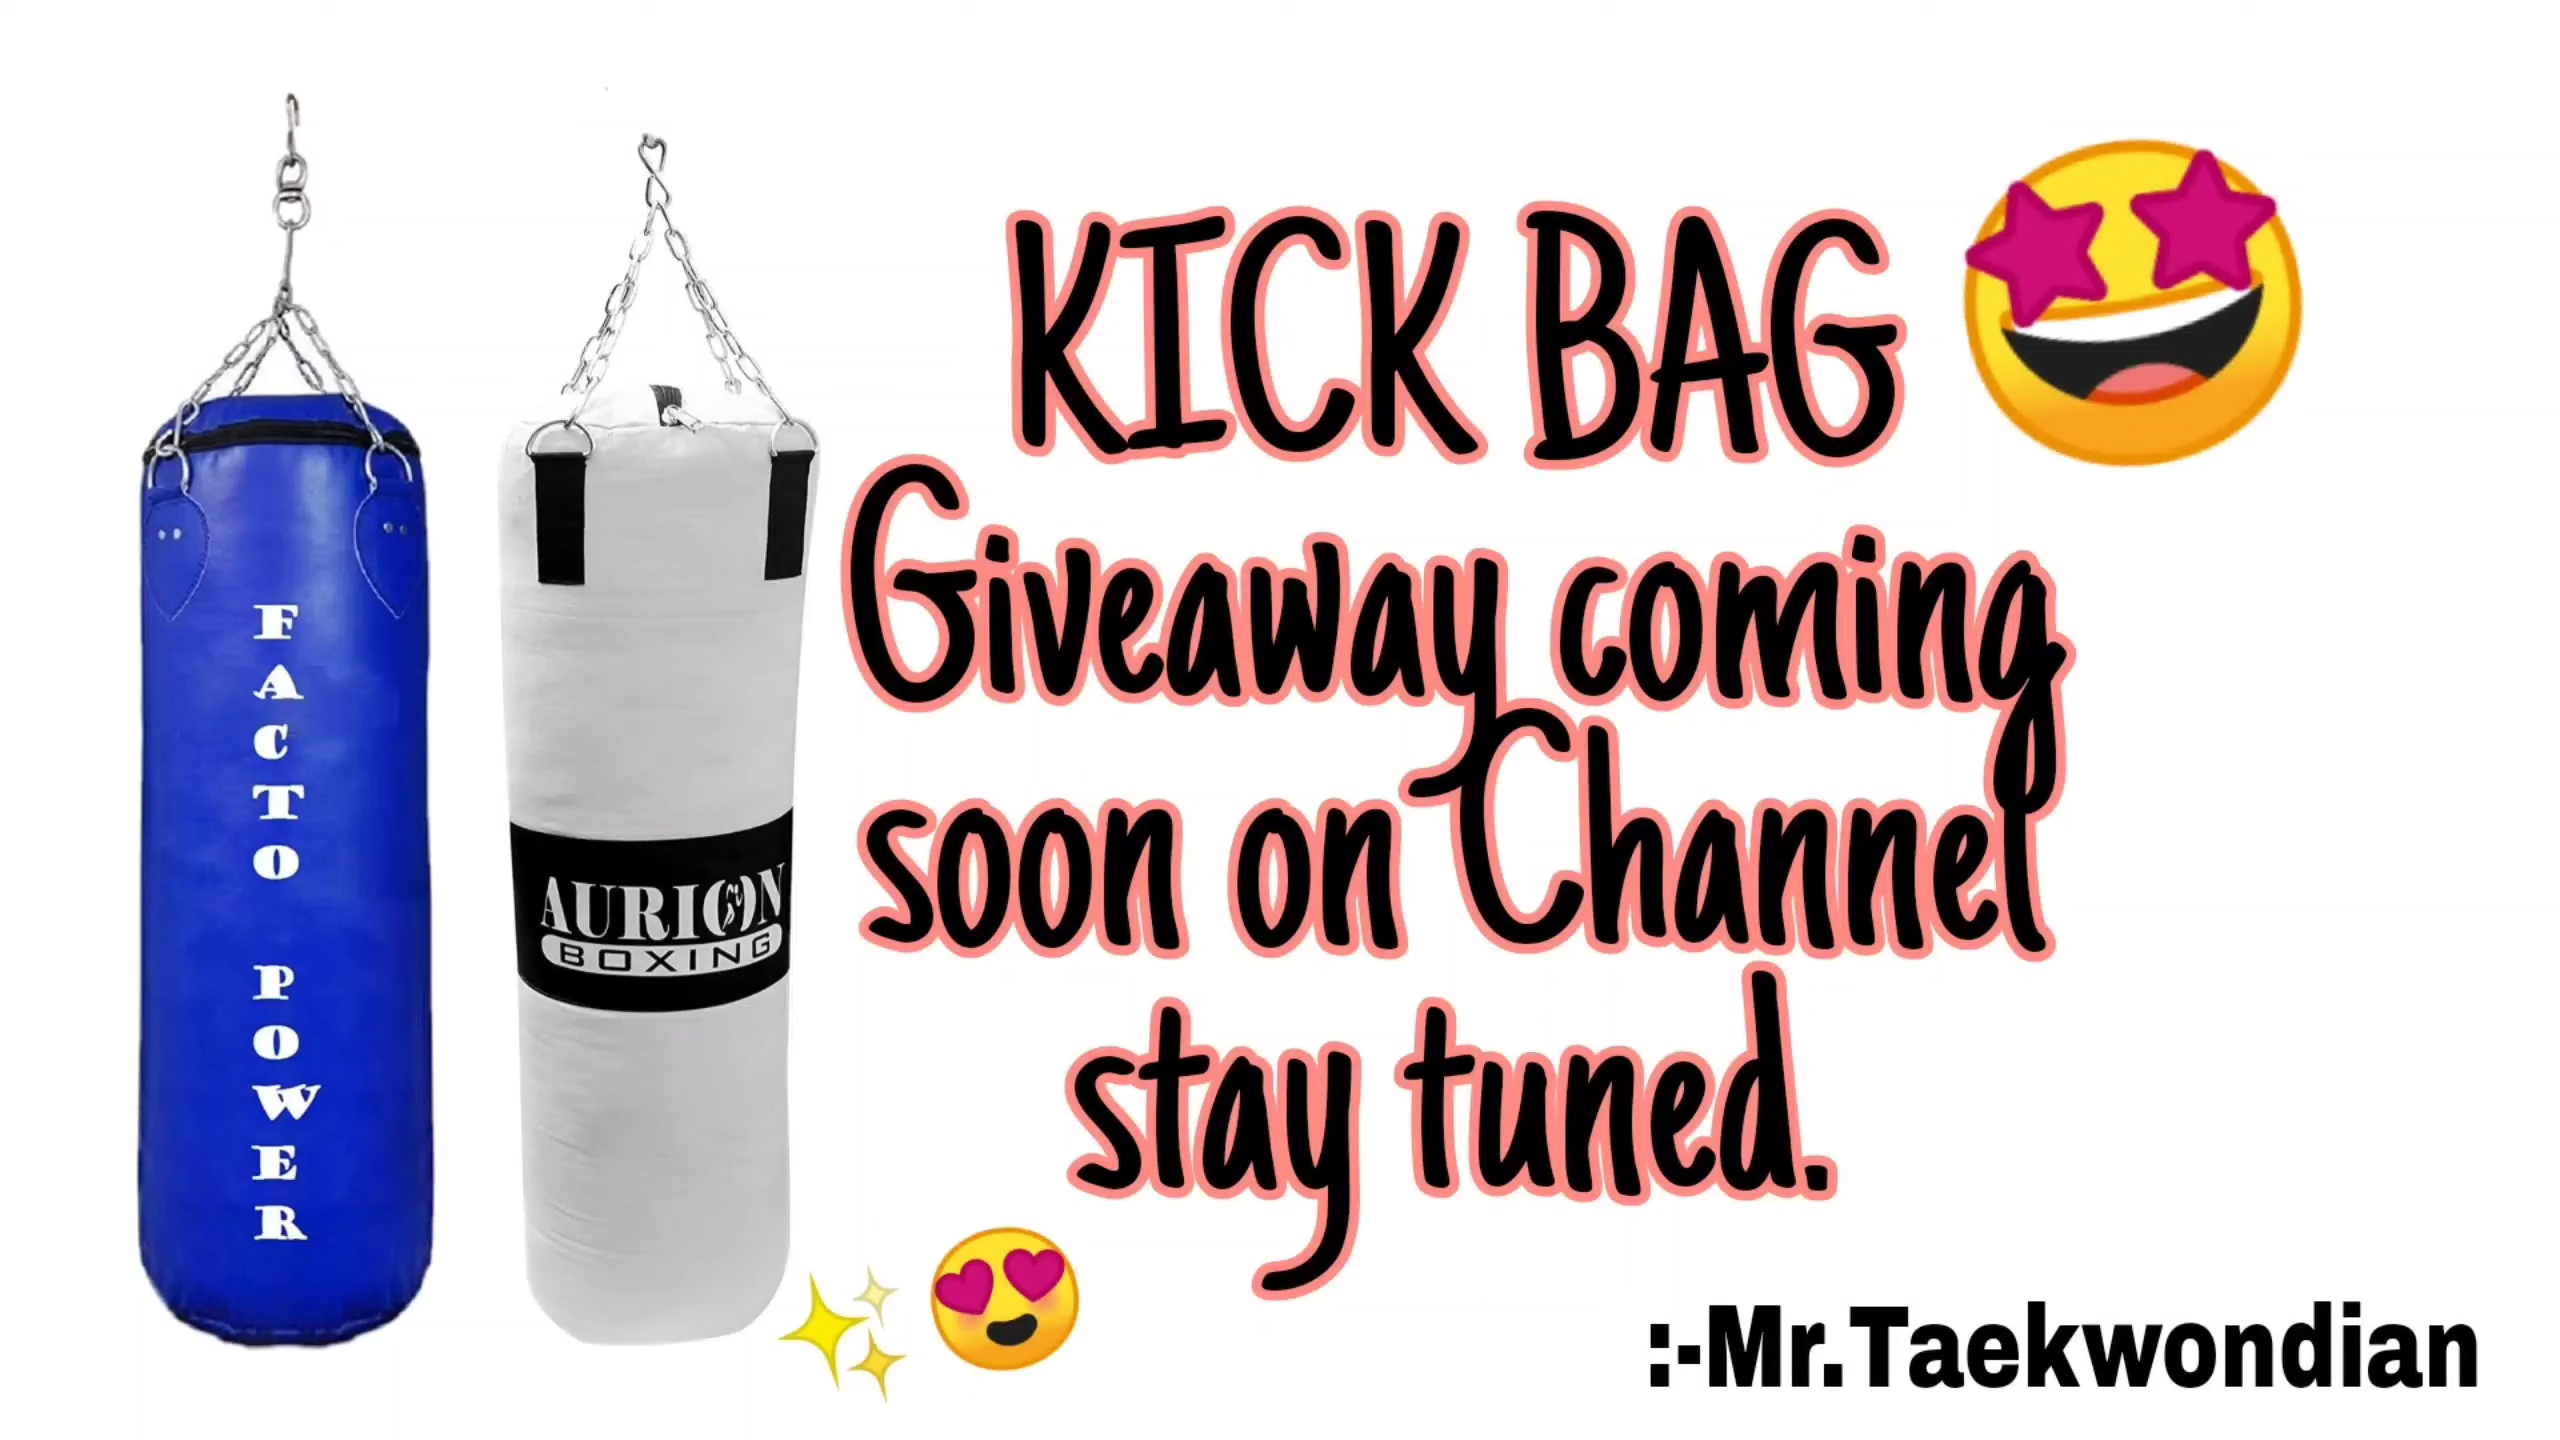 FACTO POWER
AURION
BOXING
KICK BAG
Giveaway coming
soon on Channel
stay tuned.
:-Mr.Taekwondian